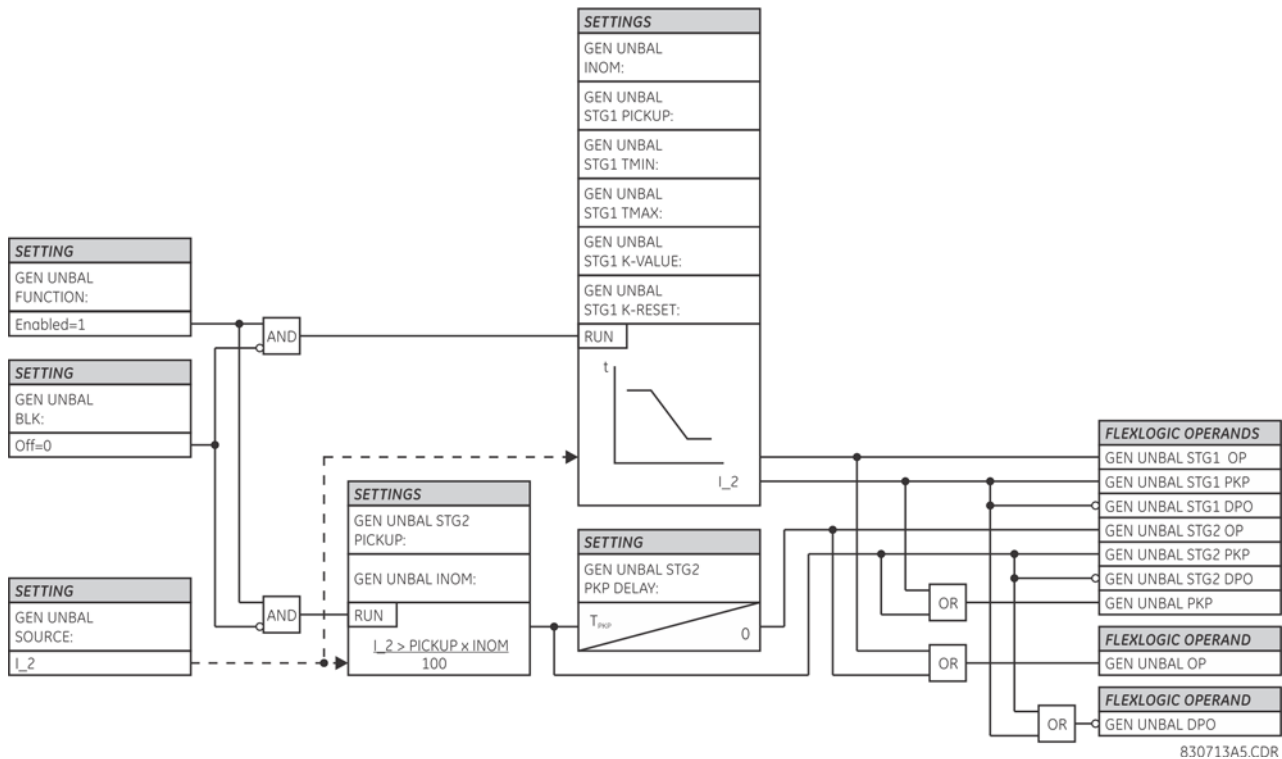 SETTINGS
GEN UNBAL
INOM:
GEN UNBAL
STG1 PICKUP:
GEN UNBAL
STG1 TMIN:
GEN UNBAL
STG1 TMAX:
GEN UNBAL
STG1 K-VALUE:
GEN UNBAL
STG1 K-RESET:
RUN
t
I_2
SETTING
GEN UNBAL
FUNCTION:
Enabled=1
AND
SETTING
GEN UNBAL
BLK:
Off=0
SETTING
GEN UNBAL
SOURCE:
I_2
AND
SETTINGS
GEN UNBAL STG2
PICKUP:
GEN UNBAL INOM:
RUN
I_2 > PICKUP x INOM
100
SETTING
GEN UNBAL STG2
PKP DELAY:
TPKP
0
OR
OR
OR
FLEXLOGIC OPERANDS
GEN UNBAL STG1 OP
GEN UNBAL STG1 PKP
GEN UNBAL STG1 DPO
GEN UNBAL STG2 OP
GEN UNBAL STG2 PKP
GEN UNBAL STG2 DPO
GEN UNBAL PKP
FLEXLOGIC OPERAND
GEN UNBAL OP
FLEXLOGIC OPERAND
GEN UNBAL DPO
830713A5.CDR